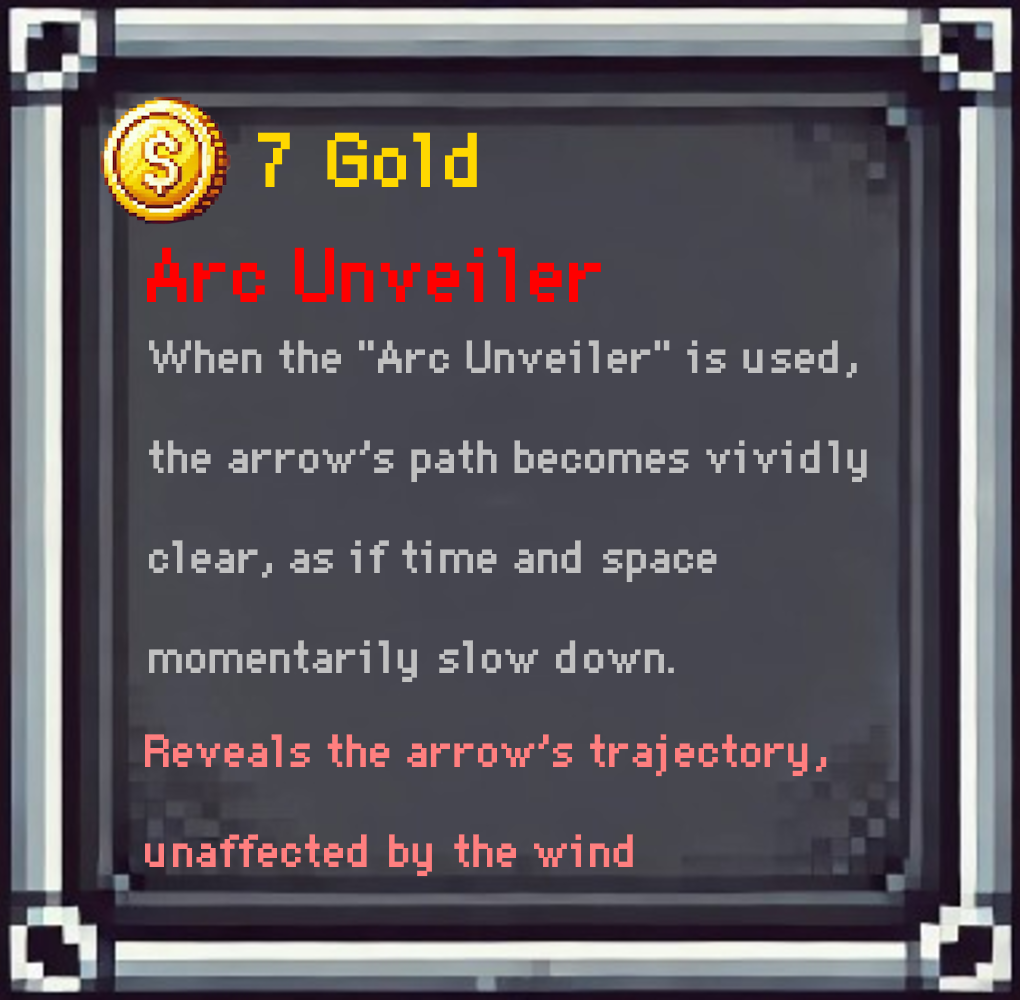 $ 7 Gold
Arc Unveiler
When the "Arc Unveiler" is used,
the arrow's path becomes vividly
clear, as if time and space
momentarily slow down.
Reveals the arrow's trajectory,
unaffected by the wind